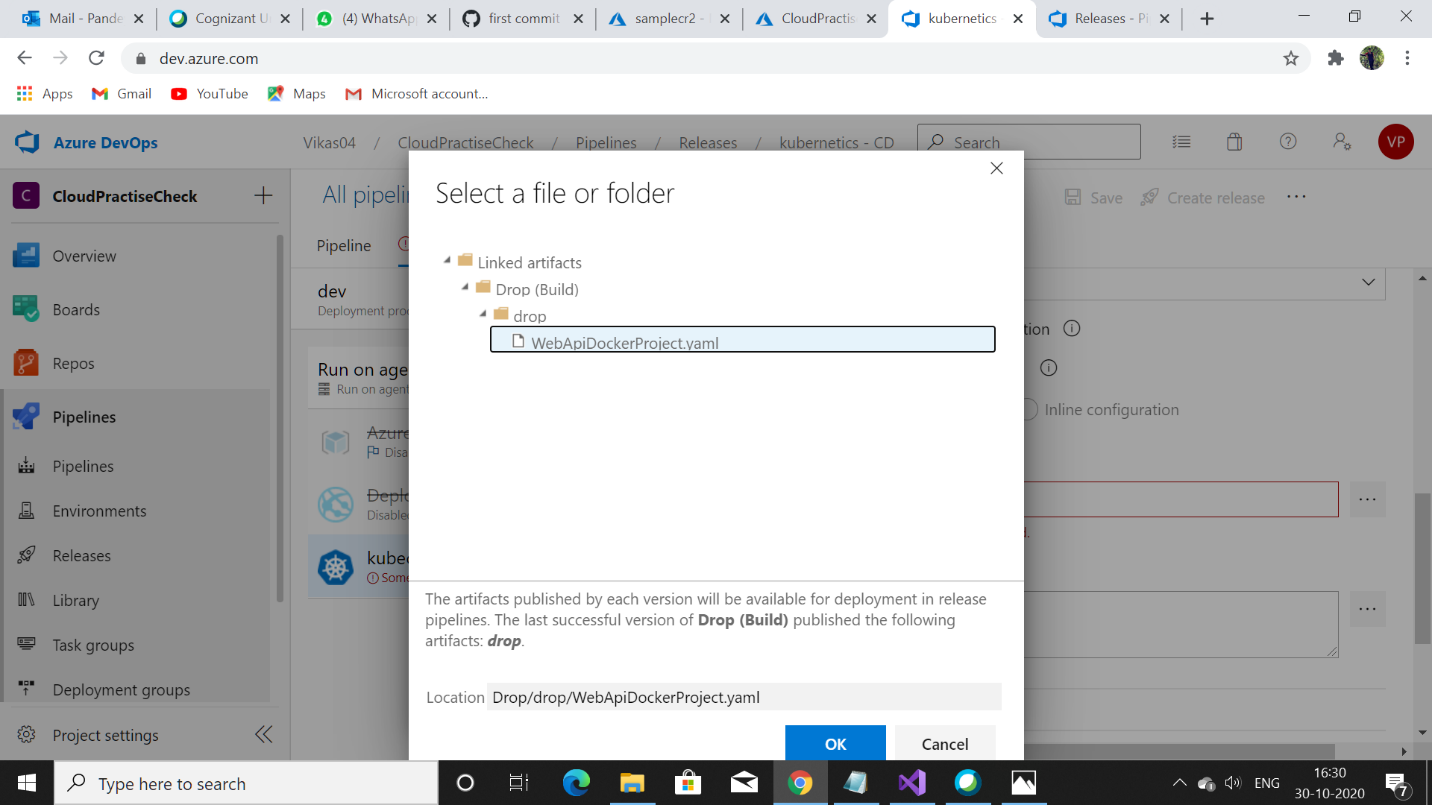 Mail - Pande
Cognizant U
(4) WhatsAp
first commit
samplecr2 -
CloudPractise
kubernetics
Releases - Pi
dev.azure.com
Apps
Gmail
YouTube
Maps
Microsoft account...
Azure DevOps
Vikas04 / CloudPractiseCheck / Pipelines / Releases / kubernetics - CD
Search
VP
C
CloudPractiseCheck
All pipelin
Save
Create release
Overview
Boards
Repos
Pipelines
Pipelines
Environments
Releases
Library
Task groups
Deployment groups
Project settings
Pipeline
dev
Deployment proc
Run on age
Run on agent
Azure
Disa
Deplo
Disabled
kubec
Some
Select a file or folder
Linked artifacts
Drop (Build)
drop
WebApiDockerProject.yaml
The artifacts published by each version will be available for deployment in release
pipelines. The last successful version of Drop (Build) published the following
artifacts: drop.
Location
Drop/drop/WebApiDockerProject.yaml
OK
Cancel
tion
Inline configuration
d.
Type here to search
ENG
16:30
30-10-2020
7